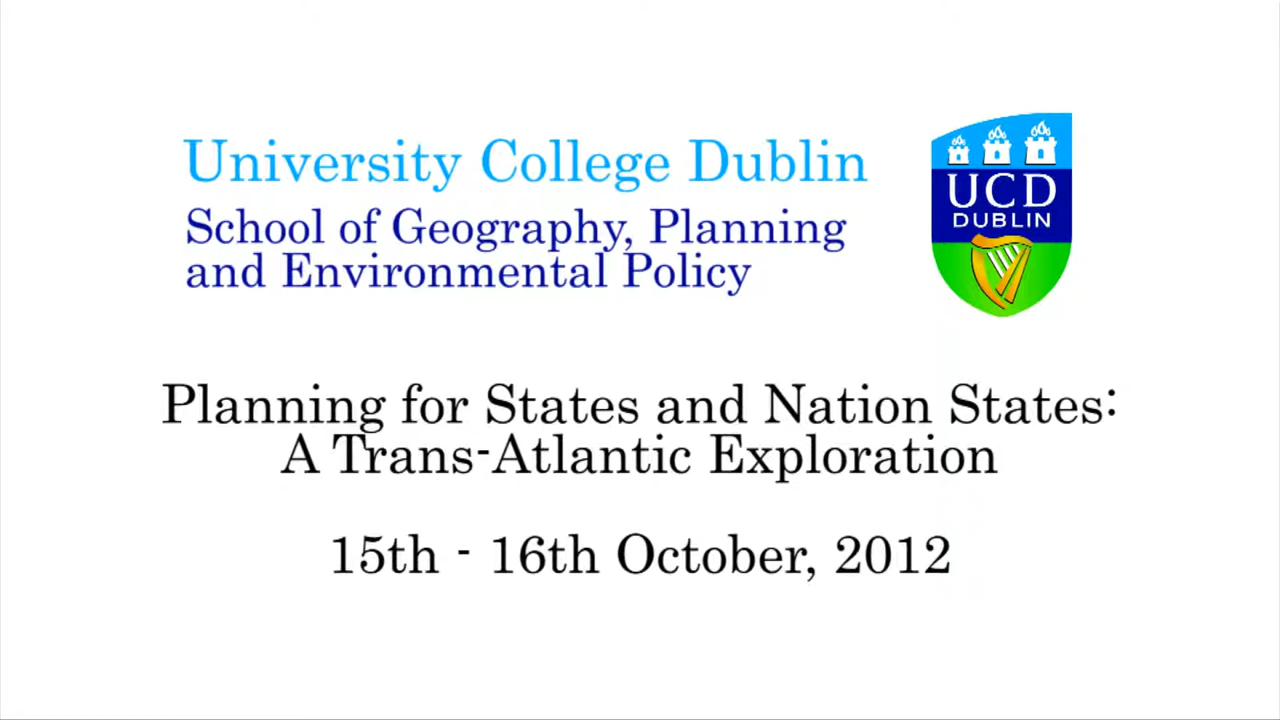 University College Dublin
School of Geography, Planning
and Environmental Policy
UCD
DUBLIN
Planning for States and Nation States:
A Trans-Atlantic Exploration
15th - 16th October, 2012